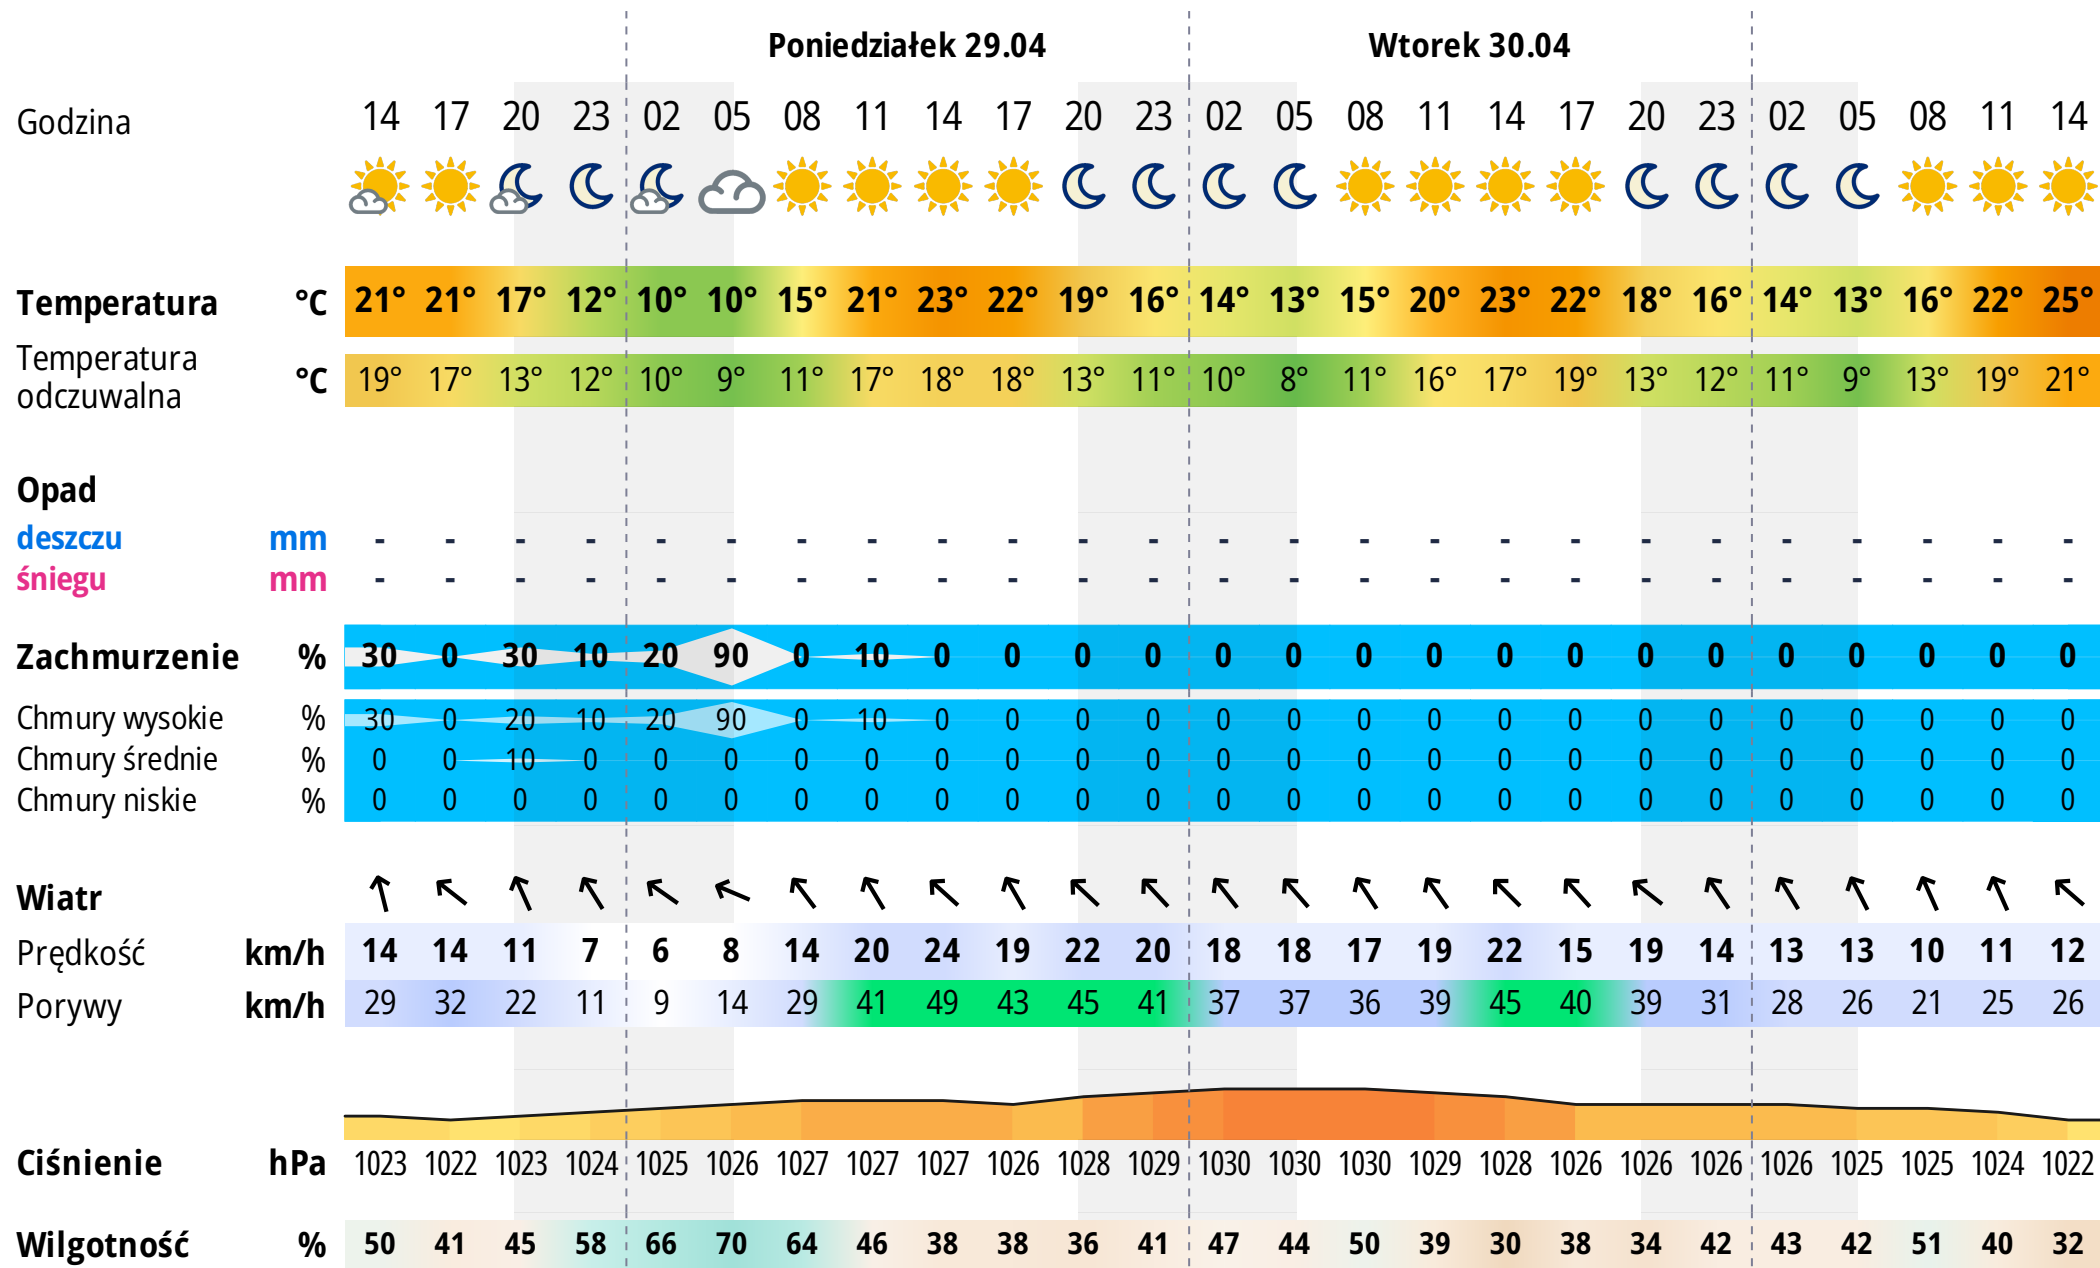 Poniedziałek 29.04 Wtorek 30.04
Godzina 14 17 20 23 02 05 08 11 14 17 20 23 02 05 08 11 14 17 20 23 02 05 08 11 14
Temperatura °C 21° 21° 17° 12° 10° 10° 15° 21° 23° 22° 19° 16° 14° 13° 15° 20° 23° 22° 18° 16° 14° 13° 16° 22° 25°
Temperatura
odczuwalna °C 19° 17° 13° 12° 10° 9° 11° 17° 18° 18° 13° 11° 10° 8° 11° 16° 17° 19° 13° 12° 11° 9° 13° 19° 21°
Opad
deszczu mm - - - - - - - - - - - - - - - - - - - - - - - - -
śniegu mm - - - - - - - - - - - - - - - - - - - - - - - - -
Zachmurzenie % 30 0 30 10 20 90 0 10 0 0 0 0 0 0 0 0 0 0 0 0 0 0 0 0 0
Chmury wysokie % 30 0 20 10 20 90 0 10 0 0 0 0 0 0 0 0 0 0 0 0 0 0 0 0 0
Chmury średnie % 0 0 10 0 0 0 0 0 0 0 0 0 0 0 0 0 0 0 0 0 0 0 0 0 0
Chmury niskie % 0 0 0 0 0 0 0 0 0 0 0 0 0 0 0 0 0 0 0 0 0 0 0 0 0
Wiatr
Prędkość km/h 14 14 11 7 6 8 14 20 24 19 22 20 18 18 17 19 22 15 19 14 13 13 10 11 12
Porywy km/h 29 32 22 11 9 14 29 41 49 43 45 41 37 37 36 39 45 40 39 31 28 26 21 25 26
Ciśnienie hPa 1023 1022 1023 1024 1025 1026 1027 1027 1027 1026 1028 1029 1030 1030 1030 1029 1028 1026 1026 1026 1026 1025 1025 1024 1022
Wilgotność % 50 41 45 58 66 70 64 46 38 38 36 41 47 44 50 39 30 38 34 42 43 42 51 40 32